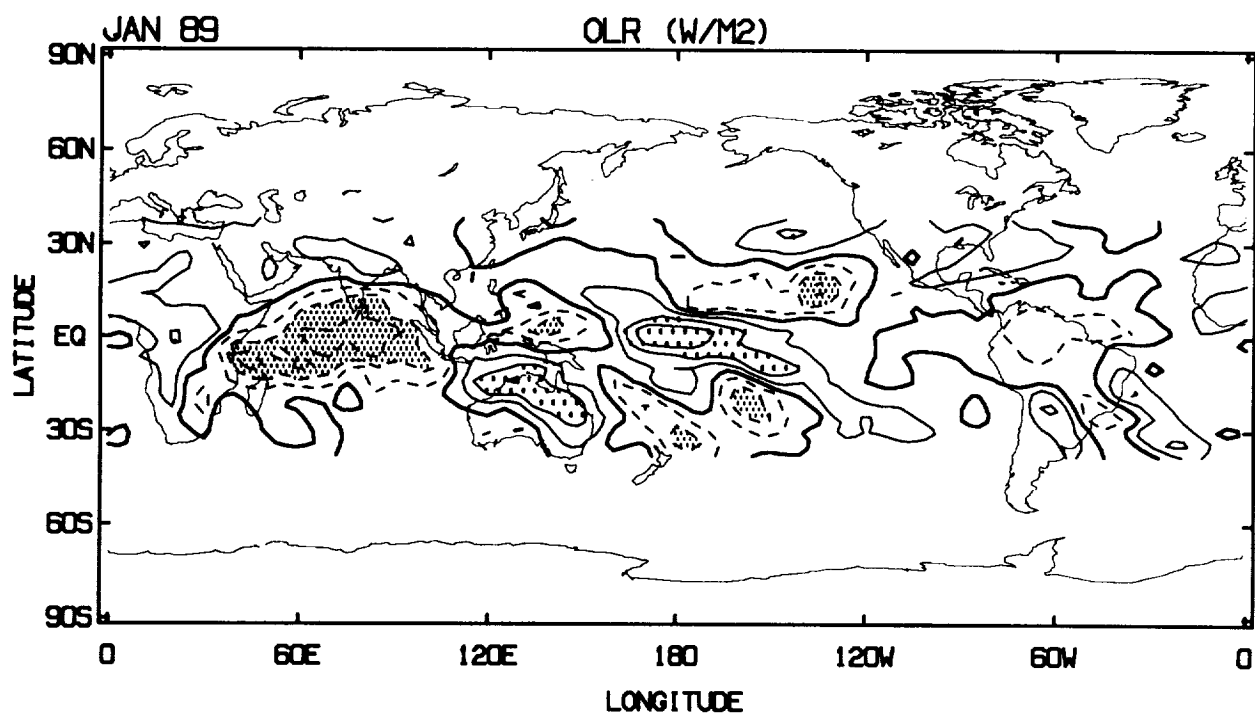 JAN 89 OLR (W/M2)
90N
60N
30N
EQ
30S
60S
90S
LATITUDE
0 60E 120E 180 120W 60W 0
LONGITUDE